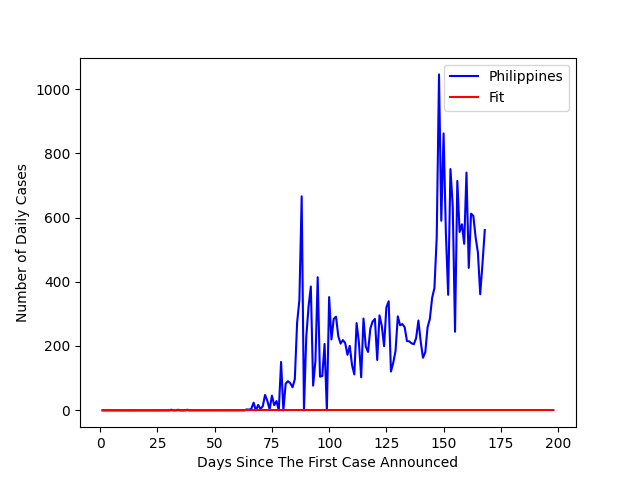 Philippines
Fit
Number of Daily Cases
1000
800
600
400
200
0
0 25 50 75 100 125 150 175 200
Days Since The First Case Announced